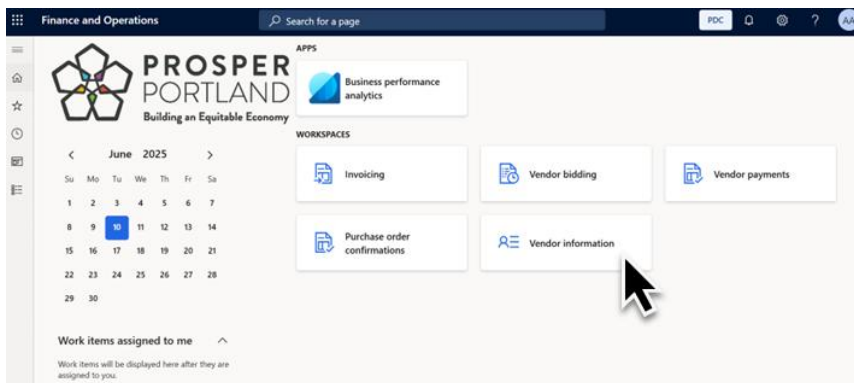 Finance and Operations
Search for a page
PDC
?
AA
PROSPER
PORTLAND
Building an Equitable Economy
APPS
Business performance
analytics
WORKSPACES
Invoicing
Vendor bidding
Vendor payments
Purchase order
confirmations
Vendor information
June 2025
Su Mo Tu We Th Fr Sa
1 2 3 4 5 6 7
8 9 10 11 12 13 14
15 16 17 18 19 20 21
22 23 24 25 26 27 28
29 30
Work items assigned to me
Work items will be displayed here after they are
assigned to you.